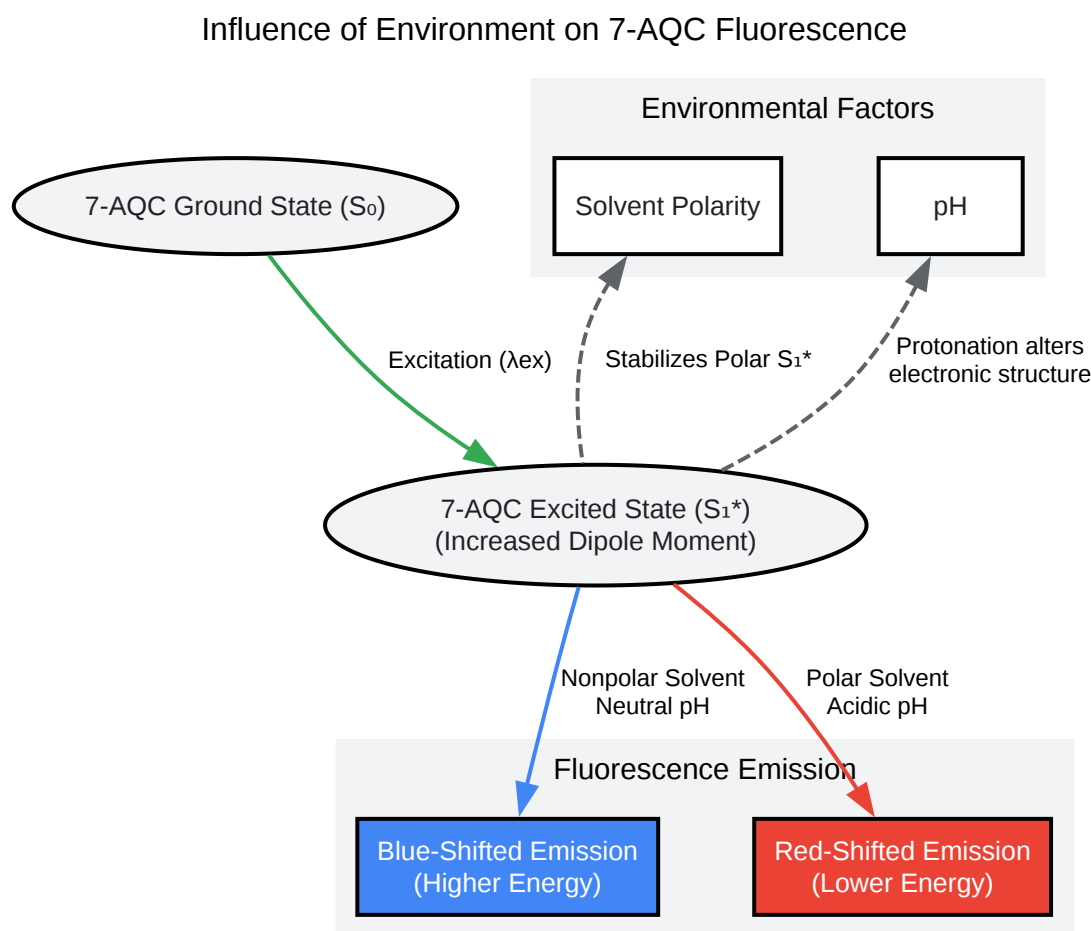 Influence of Environment on 7-AQC Fluorescence
Environmental Factors
7-AQC Ground State (S₀)
Solvent Polarity
pH
Excitation (λex)
Stabilizes Polar S₁*
Protonation alters
electronic structure
7-AQC Excited State (S₁*)
(Increased Dipole Moment)
Nonpolar Solvent
Neutral pH
Polar Solvent
Acidic pH
Fluorescence Emission
Blue-Shifted Emission
(Higher Energy)
Red-Shifted Emission
(Lower Energy)